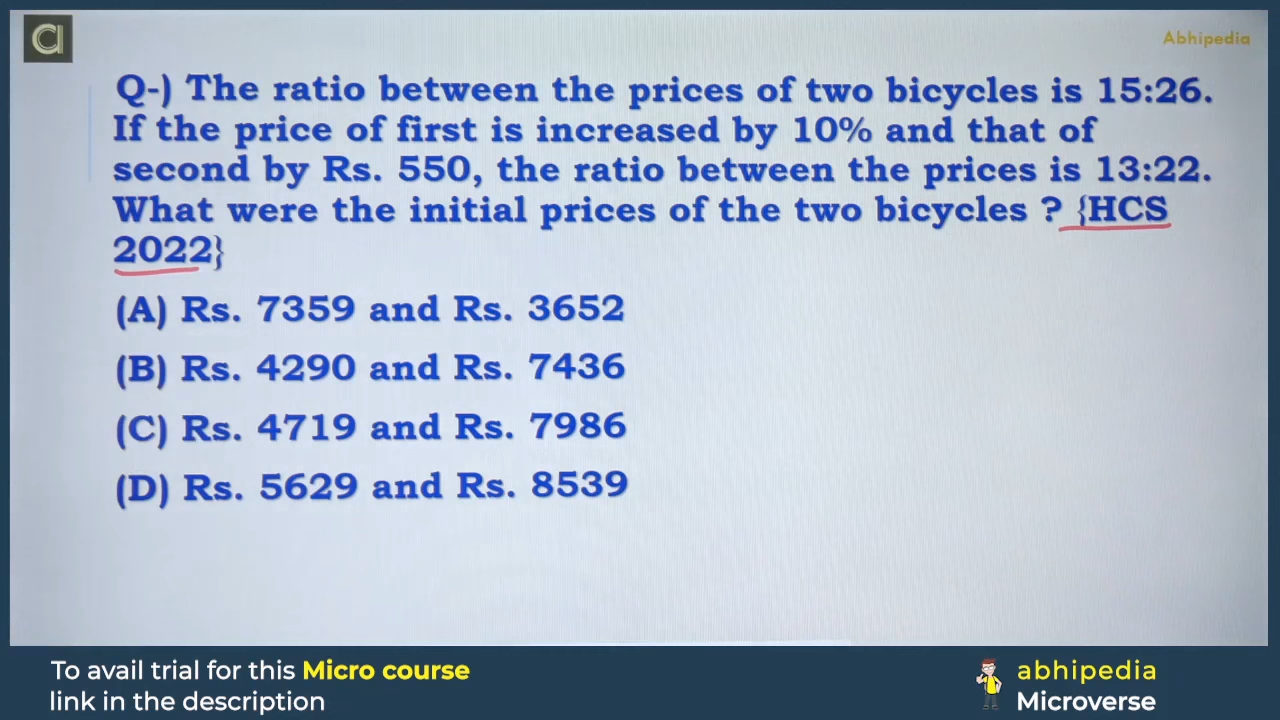 a
Abhipedia
Q-) The ratio between the prices of two bicycles is 15:26.
If the price of first is increased by 10% and that of
second by Rs. 550, the ratio between the prices is 13:22.
What were the initial prices of the two bicycles ? {HCS
2022}
(A) Rs. 7359 and Rs. 3652
(B) Rs. 4290 and Rs. 7436
(C) Rs. 4719 and Rs. 7986
(D) Rs. 5629 and Rs. 8539
To avail trial for this Micro course
link in the description
abhipedia
Microverse